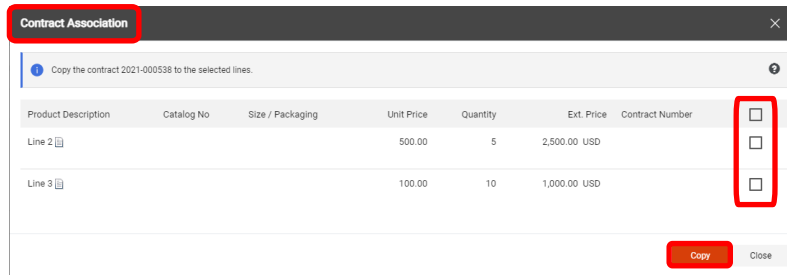 Contract Association
Copy the contract 2021-000538 to the selected lines.
Product Description Catalog No Size / Packaging Unit Price Quantity Ext. Price Contract Number
Line 2 500.00 5 2,500.00 USD
Line 3 100.00 10 1,000.00 USD
Copy Close